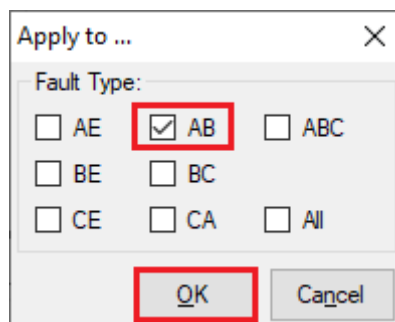 Apply to ...
Fault Type:
AE AB ABC
BE BC
CE CA All
OK Cancel